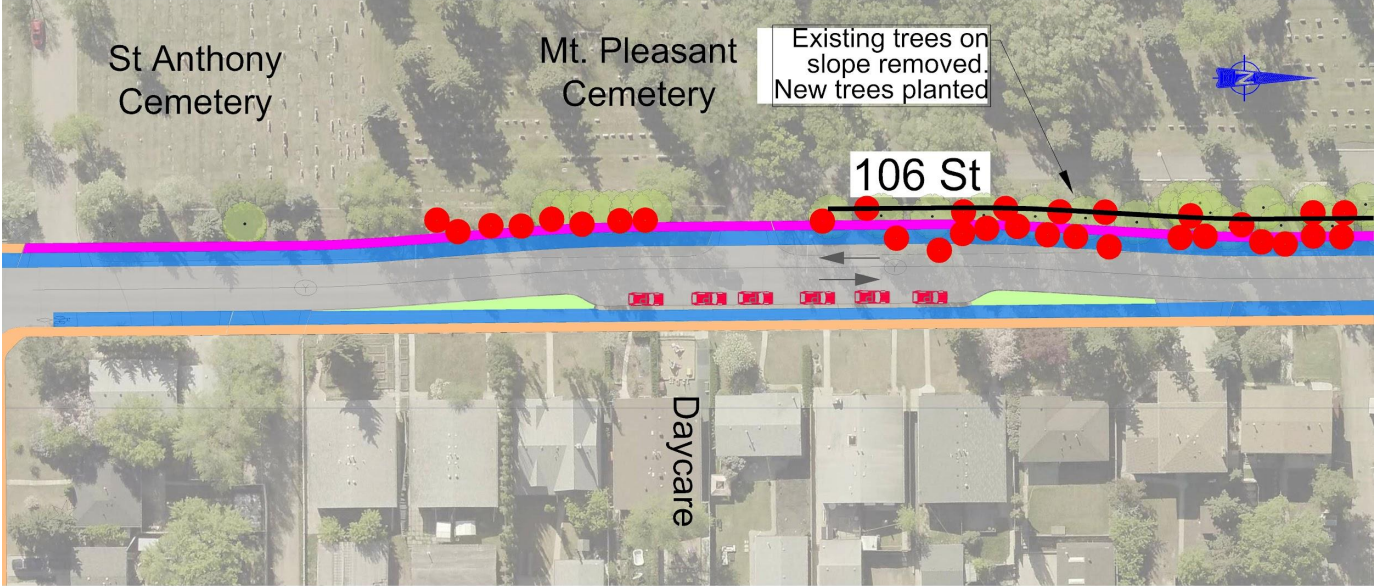 St Anthony
Cemetery
Mt. Pleasant
Cemetery
Existing trees on
slope removed.
New trees planted
N
106 St
Daycare